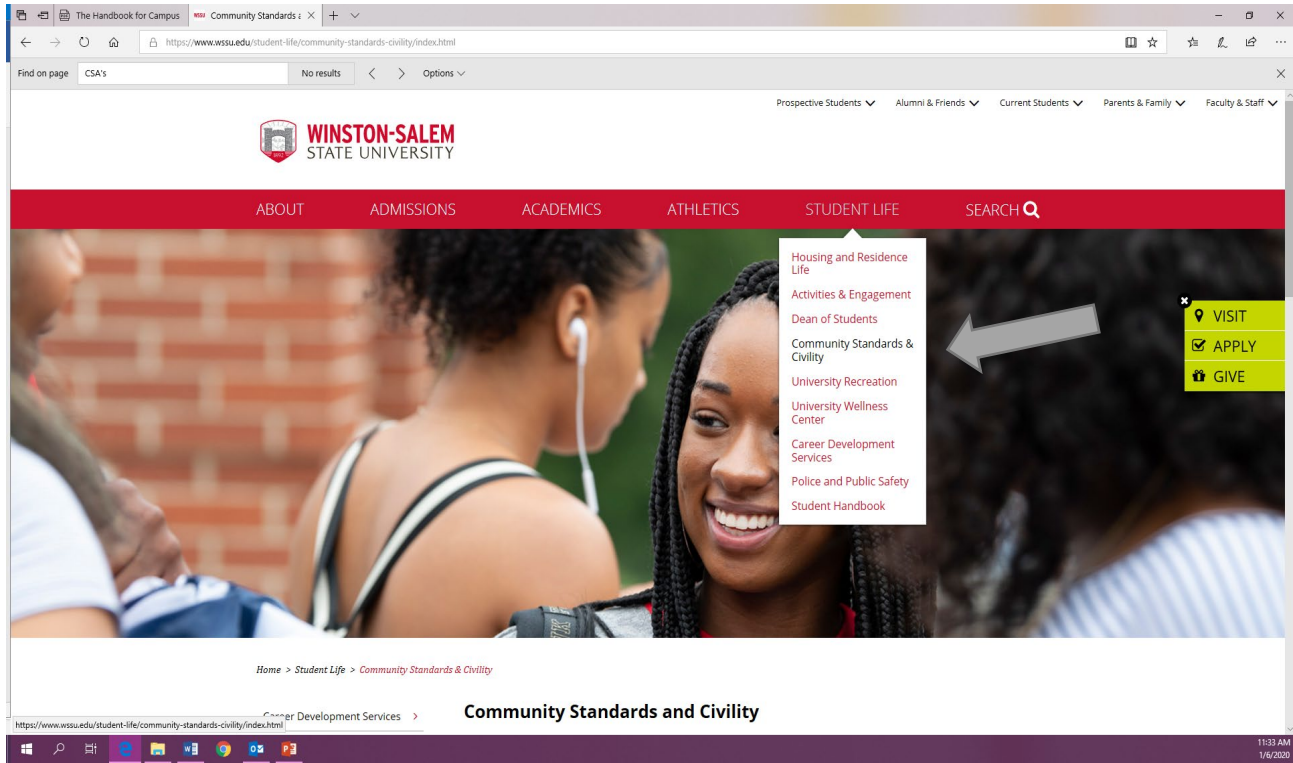 The Handbook for Campus
WSSU Community Standards &
https://www.wssu.edu/student-life/community-standards-civility/index.html
Find on page CSA's No results Options
Prospective Students Alumni & Friends Current Students Parents & Family Faculty & Staff
WINSTON-SALEM
STATE UNIVERSITY
ABOUT ADMISSIONS ACADEMICS ATHLETICS STUDENT LIFE SEARCH
Housing and Residence
Life
Activities & Engagement
Dean of Students
Community Standards &
Civility
University Recreation
University Wellness
Center
Career Development
Services
Police and Public Safety
Student Handbook
VISIT
APPLY
GIVE
Home > Student Life > Community Standards & Civility
Career Development Services >
Community Standards and Civility
https://www.wssu.edu/student-life/community-standards-civility/index.html
11:33 AM
1/6/2020